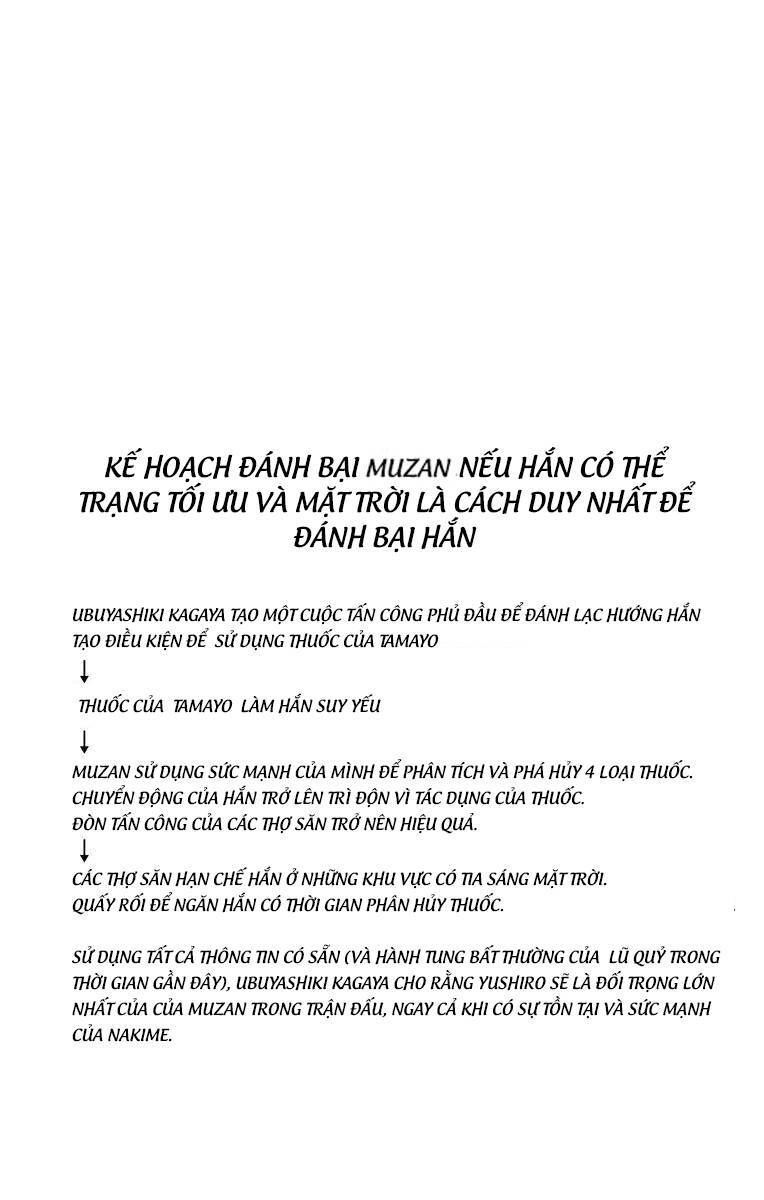 KẾ HOẠCH ĐÁNH BẠI MUZAN NẾU HẮN CÓ THỂ
TRẠNG TỐI ƯU VÀ MẶT TRỜI LÀ CÁCH DUY NHẤT ĐỂ
ĐÁNH BẠI HẮN
UBUYASHIKI KAGAYA TẠO MỘT CUỘC TẤN CÔNG PHỦ ĐẦU ĐỂ ĐÁNH LẠC HƯỚNG HẮN
TẠO ĐIỀU KIỆN ĐỂ SỬ DỤNG THUỐC CỦA TAMAYO
↓
THUỐC CỦA TAMAYO LÀM HẮN SUY YẾU
↓
MUZAN SỬ DỤNG SỨC MẠNH CỦA MÌNH ĐỂ PHÂN TÍCH VÀ PHÁ HỦY 4 LOẠI THUỐC.
CHUYỂN ĐỘNG CỦA HẮN TRỞ LÊN TRÌ ĐỘN VÌ TÁC DỤNG CỦA THUỐC.
ĐÒN TẤN CÔNG CỦA CÁC THỢ SĂN TRỞ NÊN HIỆU QUẢ.
↓
CÁC THỢ SĂN HẠN CHẾ HẮN Ở NHỮNG KHU VỰC CÓ TIA SÁNG MẶT TRỜI.
QUẤY RỐI ĐỂ NGĂN HẮN CÓ THỜI GIAN PHÂN HỦY THUỐC.
SỬ DỤNG TẤT CẢ THÔNG TIN CÓ SẴN (VÀ HÀNH TUNG BẤT THƯỜNG CỦA LŨ QUỶ TRONG
THỜI GIAN GẦN ĐÂY), UBUYASHIKI KAGAYA CHO RẰNG YUSHIRO SẼ LÀ ĐỐI TRỌNG LỚN
NHẤT CỦA CỦA MUZAN TRONG TRẬN ĐẤU, NGAY CẢ KHI CÓ SỰ TỒN TẠI VÀ SỨC MẠNH
CỦA NAKIME.